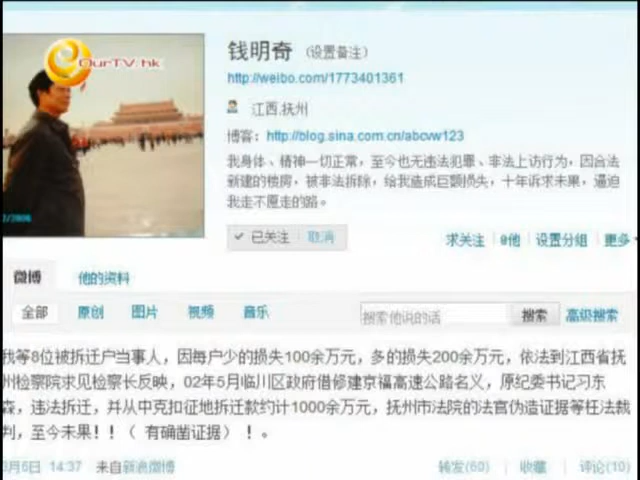 OurTV.hk
2/2006
钱明奇 (设置备注)
http://weibo.com/1773401361
江西,抚州
博客：http://blog.sina.com.cn/abcvw123
我身体、精神一切正常，至今也无违法犯罪、非法上访行为，因合法
新建的楼房，被非法拆除，给我造成巨额损失，十年诉求未果，逼迫
我走不愿走的路。
已关注 取消
求关注 @他 设置分组 更多
微博 他的资料
全部 原创 图片 视频 音乐
搜索他说的话 搜索 高级搜索
我等8位被拆迁户当事人，因每户少的损失100余万元，多的损失200余万元，依法到江西省抚
州检察院求见检察长反映，02年5月临川区政府借修建京福高速公路名义，原纪委书记习东
森，违法拆迁，并从中克扣征地拆迁款约计1000余万元，抚州市法院的法官伪造证据等枉法裁
判，至今未果！！（ 有确凿证据） ！。
月6日 14:37 来自新浪微博
转发(60) 收藏 评论(10)